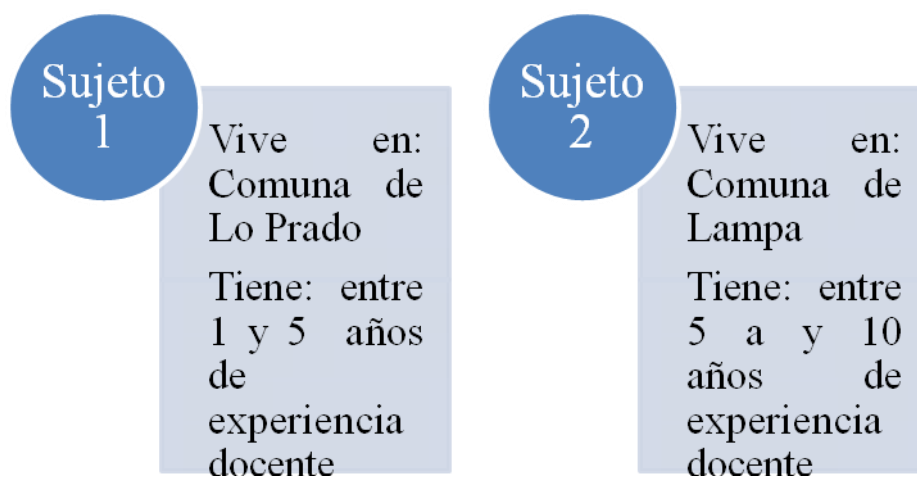 Sujeto
1
Vive en:
Comuna de
Lo Prado
Tiene: entre
1 y 5 años
de
experiencia
docente
Sujeto
2
Vive en:
Comuna de
Lampa
Tiene: entre
5 a y 10
años de
experiencia
docente